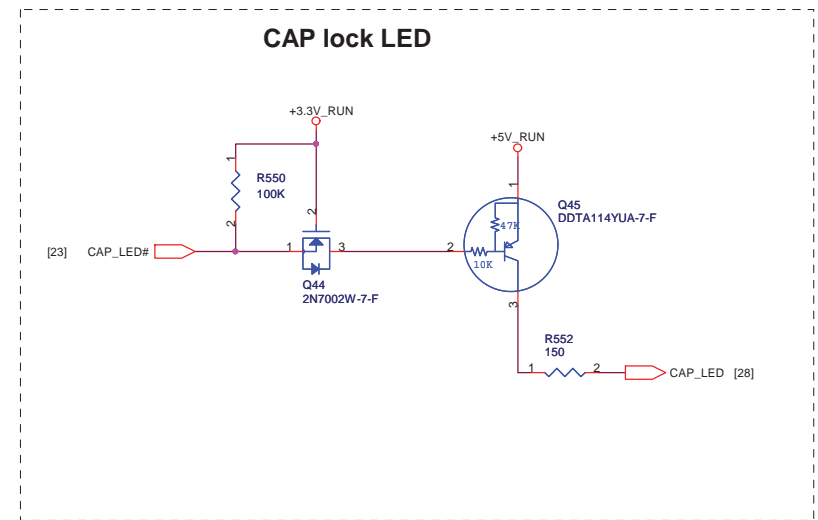 CAP lock LED
+3.3V_RUN
+5V_RUN
1
R550
100K
2
2
1
Q45
DDTA114YUA-7-F
47K
[23] CAP_LED#
1
3
2
10K
Q44
2N7002W-7-F
3
R552
150
1
2
CAP_LED [28]